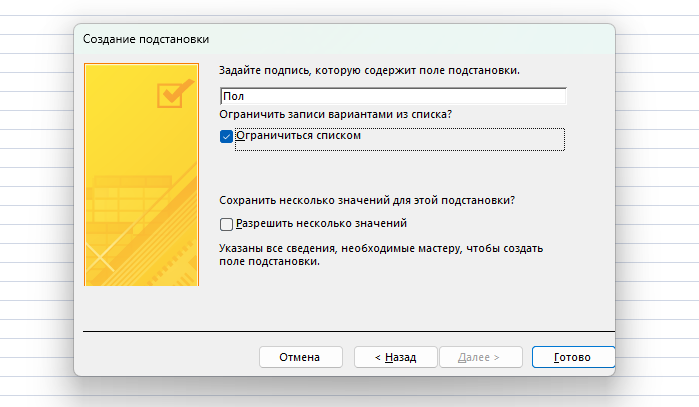 Создание подстановки
Задайте подпись, которую содержит поле подстановки.
Пол
Ограничить записи вариантами из списка?
Ограничиться списком
Сохранить несколько значений для этой подстановки?
Разрешить несколько значений
Указаны все сведения, необходимые мастеру, чтобы создать
поле подстановки.
Отмена
< Назад
Далее >
Готово